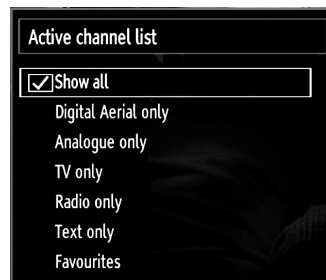 Active channel list
Show all
Digital Aerial only
Analogue only
TV only
Radio only
Text only
Favourites